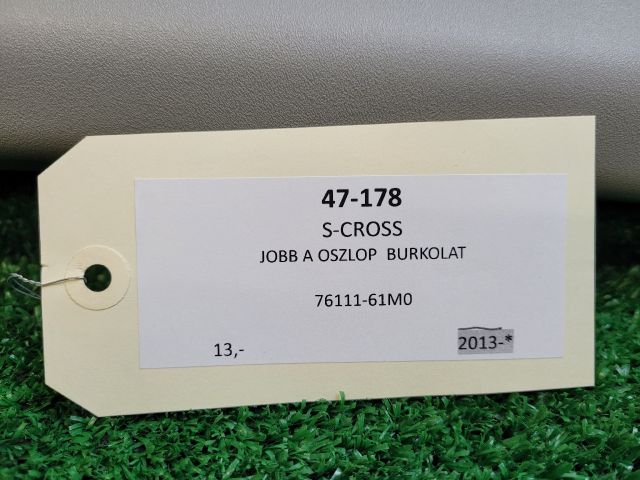 47-178
S-CROSS
JOBB A OSZLOP BURKOLAT
76111-61M0
13,-
2013-*